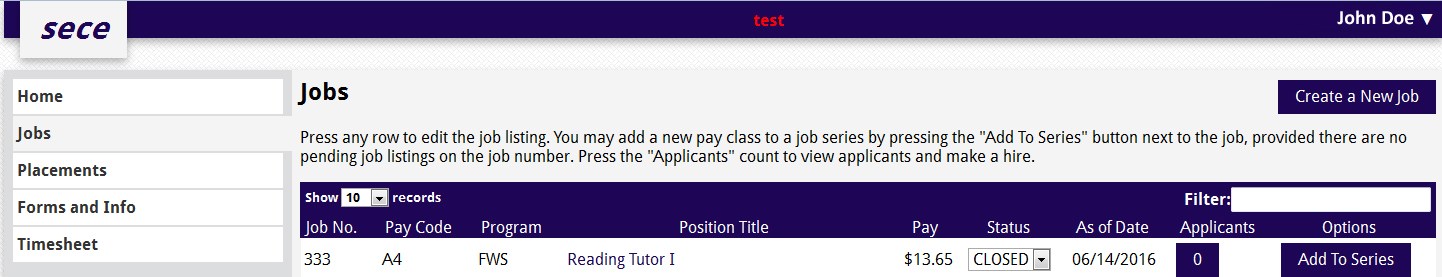 sece
test
John Doe ▼
Home
Jobs
Placements
Forms and Info
Timesheet
Jobs
Create a New Job
Press any row to edit the job listing. You may add a new pay class to a job series by pressing the "Add To Series" button next to the job, provided there are no
pending job listings on the job number. Press the "Applicants" count to view applicants and make a hire.
Show 10 records
Filter:
Job No. Pay Code Program Position Title Pay Status As of Date Applicants Options
333 A4 FWS Reading Tutor I $13.65 CLOSED 06/14/2016 0 Add To Series